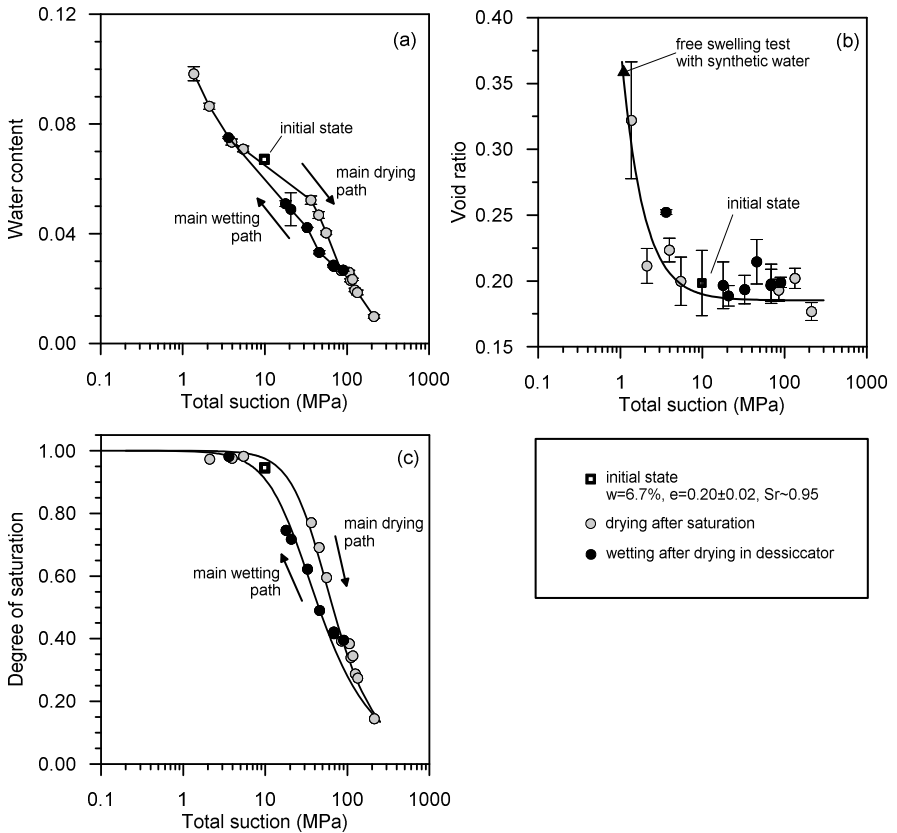 (a)
0.12
0.08
0.04
0.00
Water content
initial state
main drying
path
main wetting
path
0.1 1 10 100 1000
Total suction (MPa)
(b)
0.40
0.35
0.30
0.25
0.20
0.15
Void ratio
free swelling test
with synthetic water
initial state
0.1 1 10 100 1000
Total suction (MPa)
(c)
1.00
0.80
0.60
0.40
0.20
0.00
Degree of saturation
main drying
path
main wetting
path
0.1 1 10 100 1000
Total suction (MPa)
initial state
w=6.7%, e=0.20±0.02, Sr~0.95
drying after saturation
wetting after drying in dessiccator